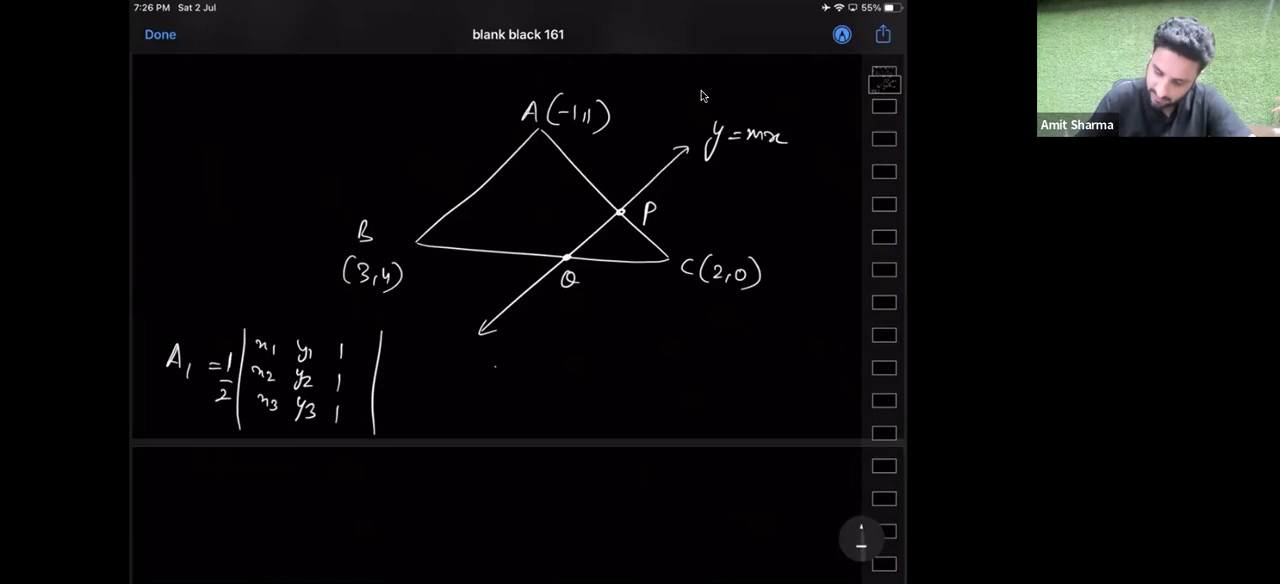 7:26 PM Sat 2 Jul
55%
Done
blank black 161
Amit Sharma
A(-1,1)
y=mx
P
B
(3,4)
Q
C(2,0)
A₁ = 1/2 | x₁ y₁ 1 |
| x₂ y₂ 1 |
| x₃ y₃ 1 |